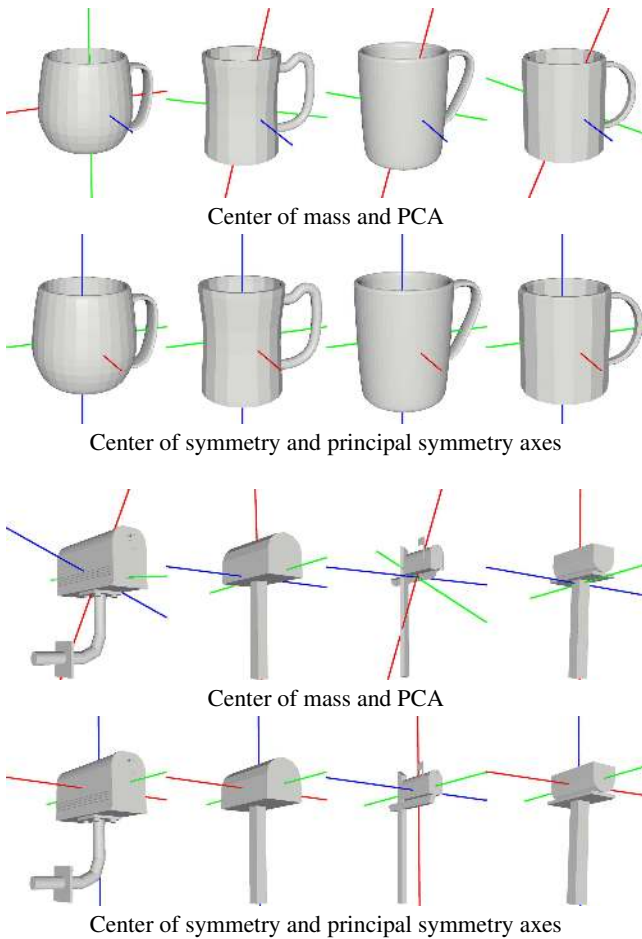 Center of mass and PCA
Center of symmetry and principal symmetry axes
Center of mass and PCA
Center of symmetry and principal symmetry axes